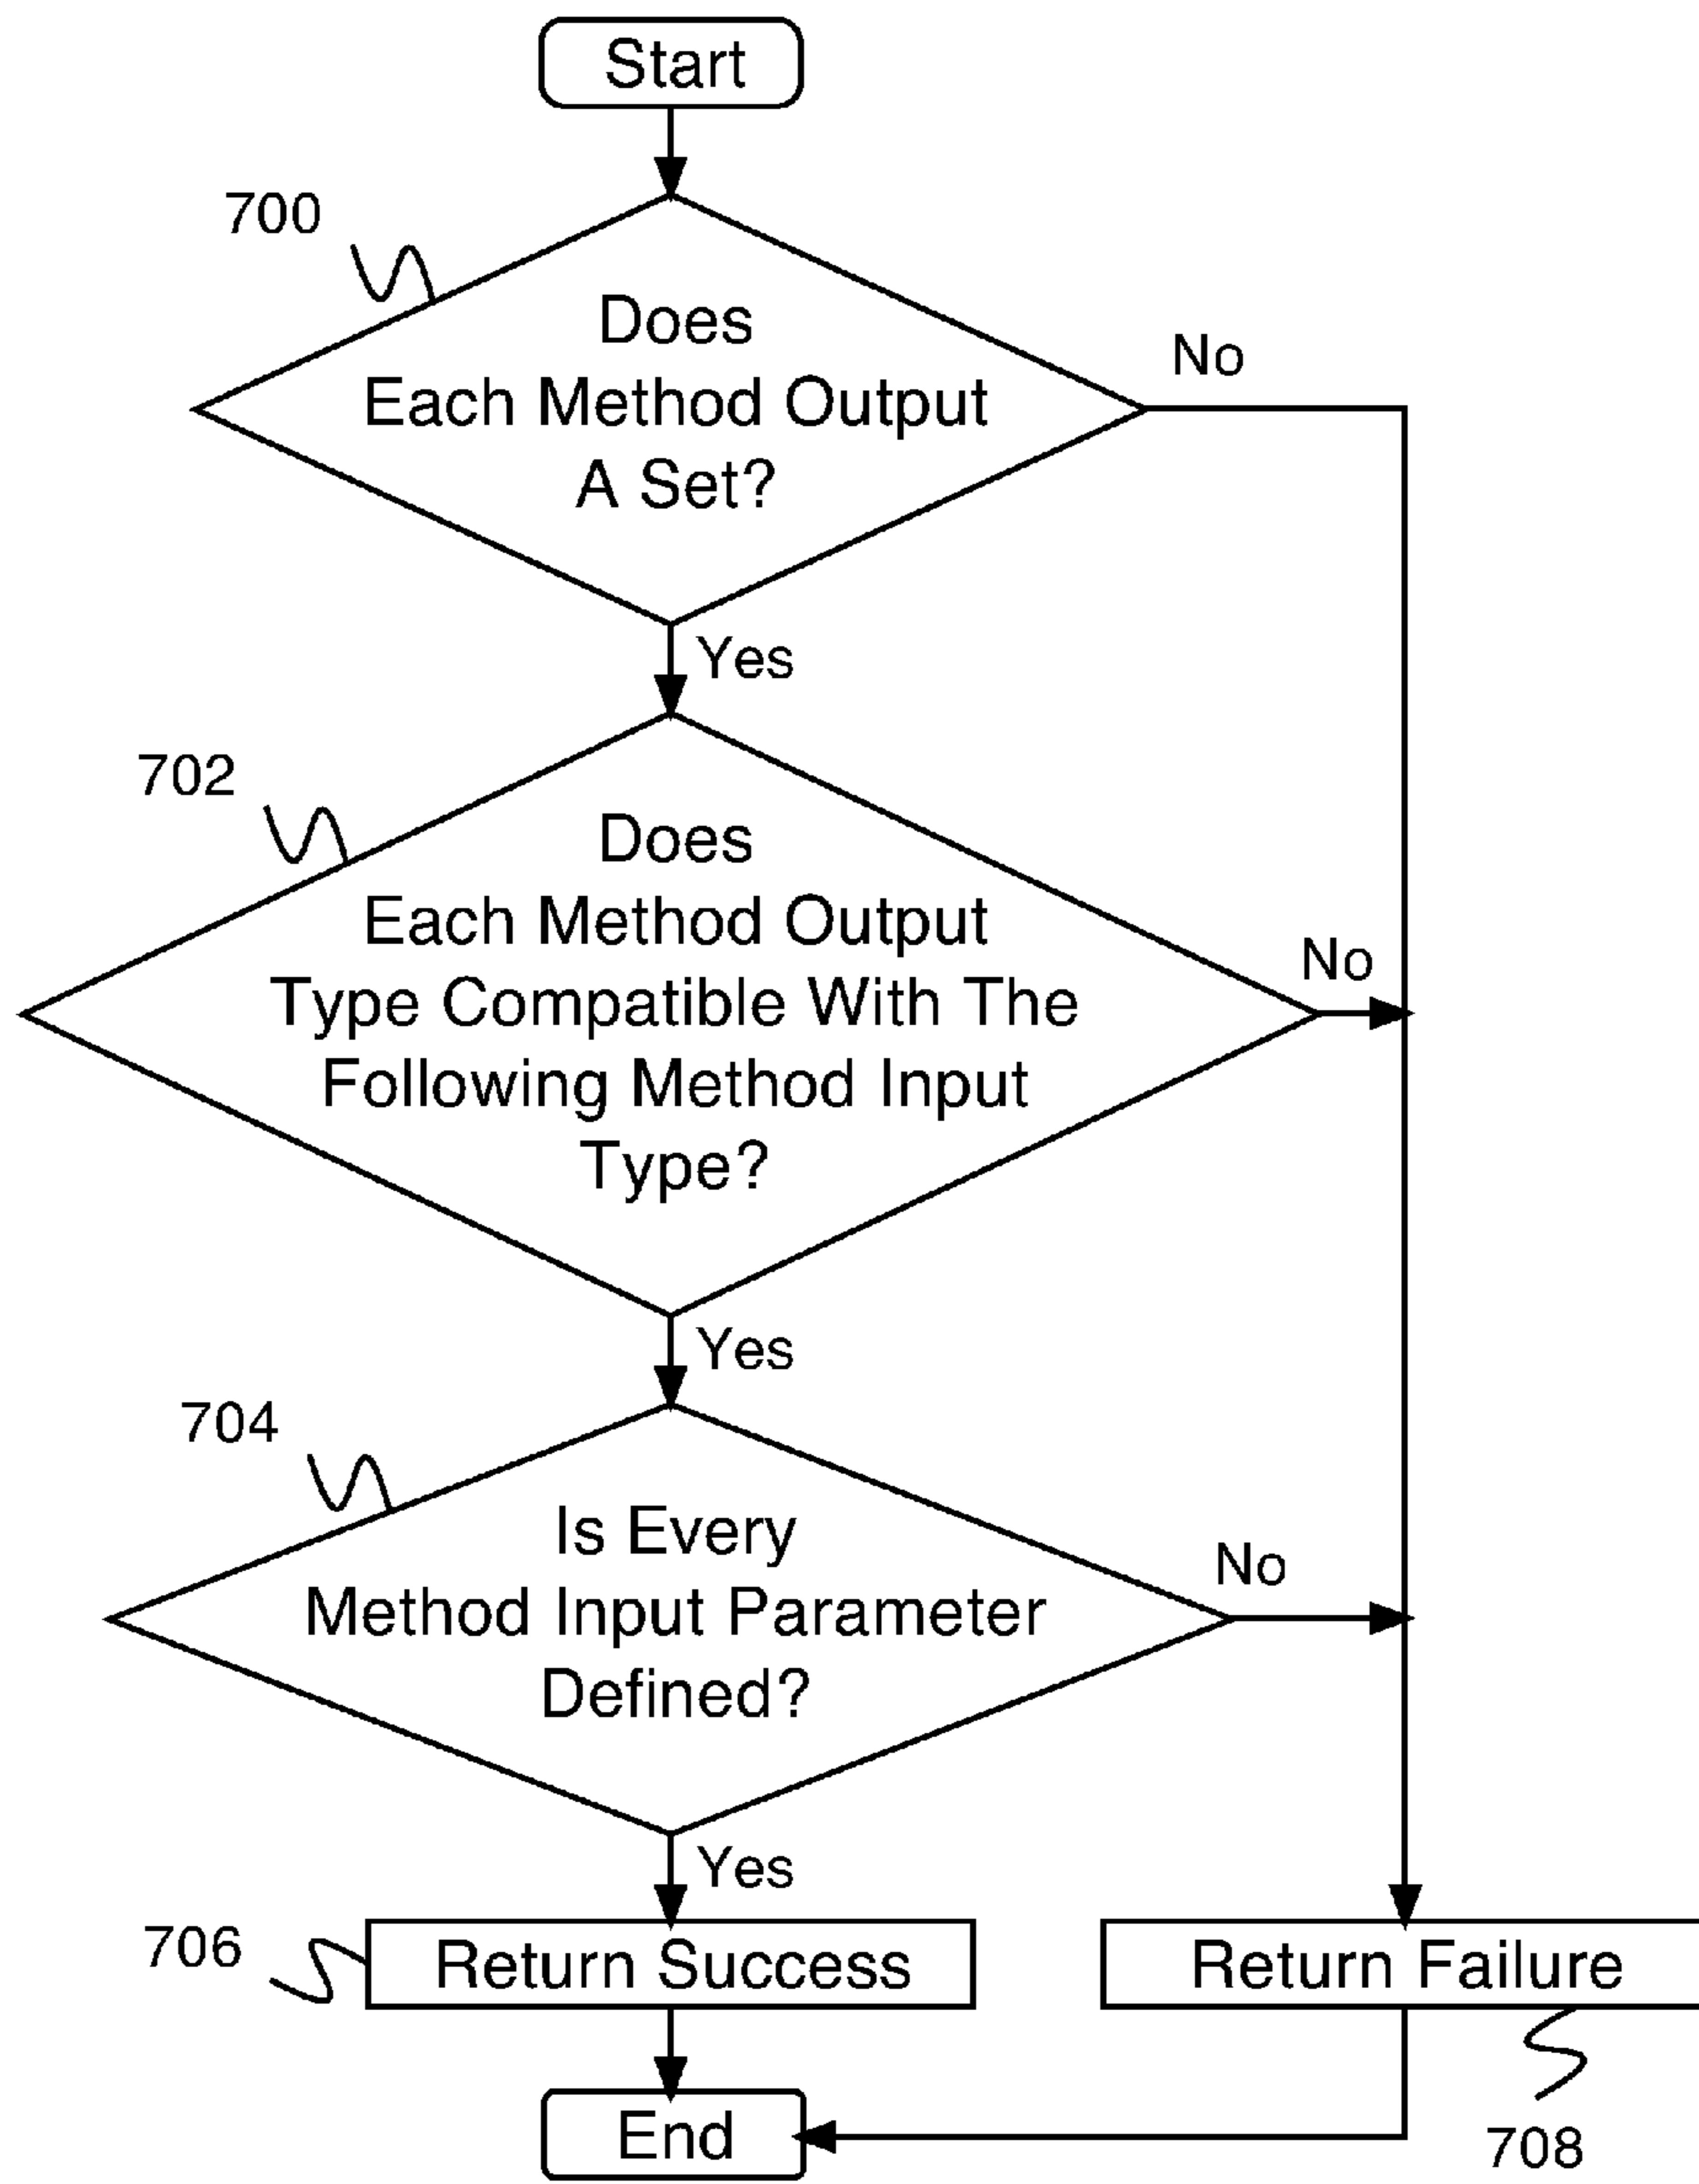 Start
700
Does
Each Method Output
A Set?
No
Yes
702
Does
Each Method Output
Type Compatible With The
Following Method Input
Type?
No
Yes
704
Is Every
Method Input Parameter
Defined?
No
Yes
706
Return Success
Return Failure
End
708